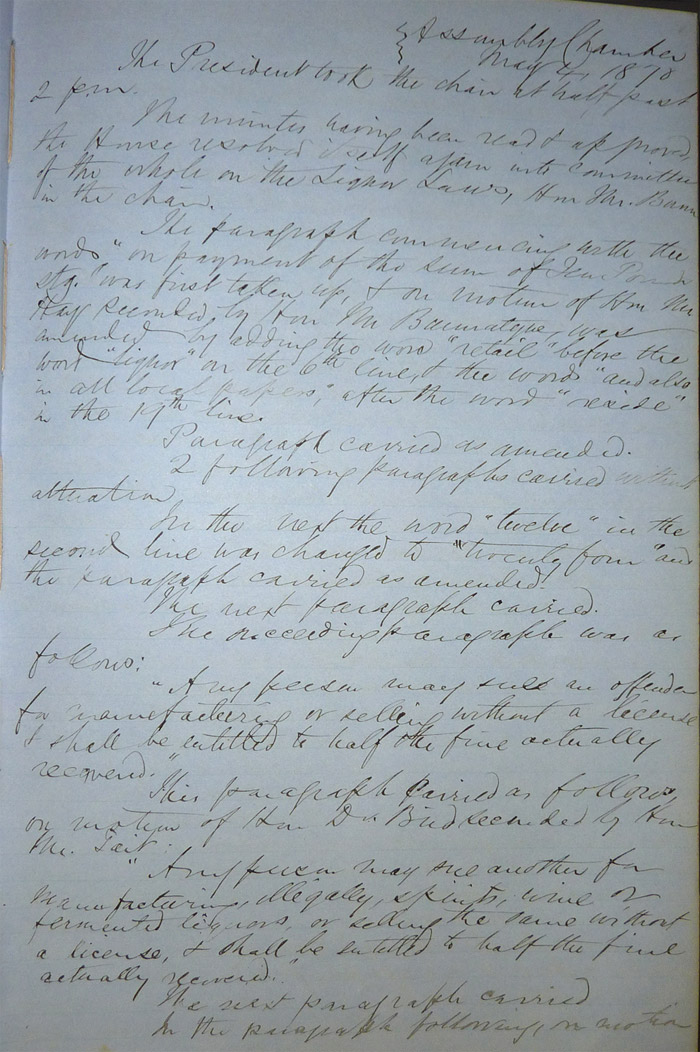 Assembly Chamber
May 4, 1870
The President took the chair at half past
2 p.m.
The minutes having been read & approved,
the House resolved itself again into committee
of the whole on the Liquor Laws, Hon Mr.
in the chair.
The paragraph commencing with the
words "on payment of the sum of Ten Pounds
stg." was first taken up, & on motion of Hon Mr
seconded by Hon Mr Bannatyne, was
amended by adding the word "retail" before the
word "liquor" on the 6th line, & the words "and also
in all local papers," after the word "reside"
in the 19th line.
Paragraph carried as amended.
2 following paragraphs carried without
alteration
In the next the word "twelve" in the
second line was changed to "twenty four" and
the paragraph carried as amended.
The next paragraph carried.
The succeeding paragraph was as
follows:
"Any person may sue an offender
for manufacturing or selling without a license
& shall be entitled to half the fine actually
recovered."
This paragraph carried as follows
on motion of Hon Dr. Bird seconded by Hon
Mr. Tait:
"Any person may sue another for
manufacturing, illegally, spirits, wine or
fermented liquors, or selling the same without
a license, & shall be entitled to half the fine
actually recovered."
The next paragraph carried
In the paragraph following, on motion